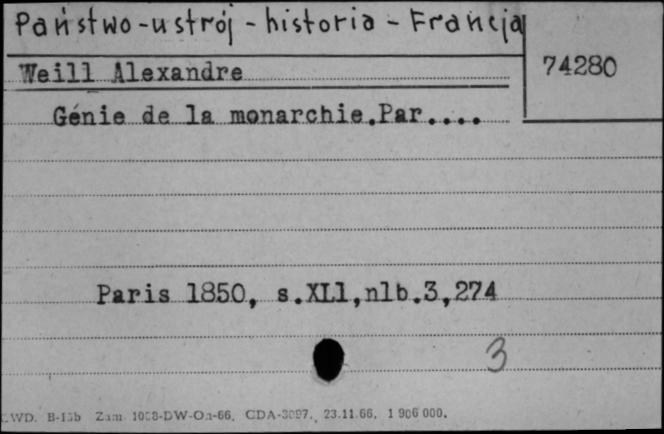 Państwo-ustrój-historia-Francja
Weill Alexandre
74280
Génie de la monarchie.Par....
Paris 1850, s.XLl,nlb.3,274
3
WD. B-15b Zam. 1008-DW-On-66. CDA-3097. 23.11.66. 1 906 000.